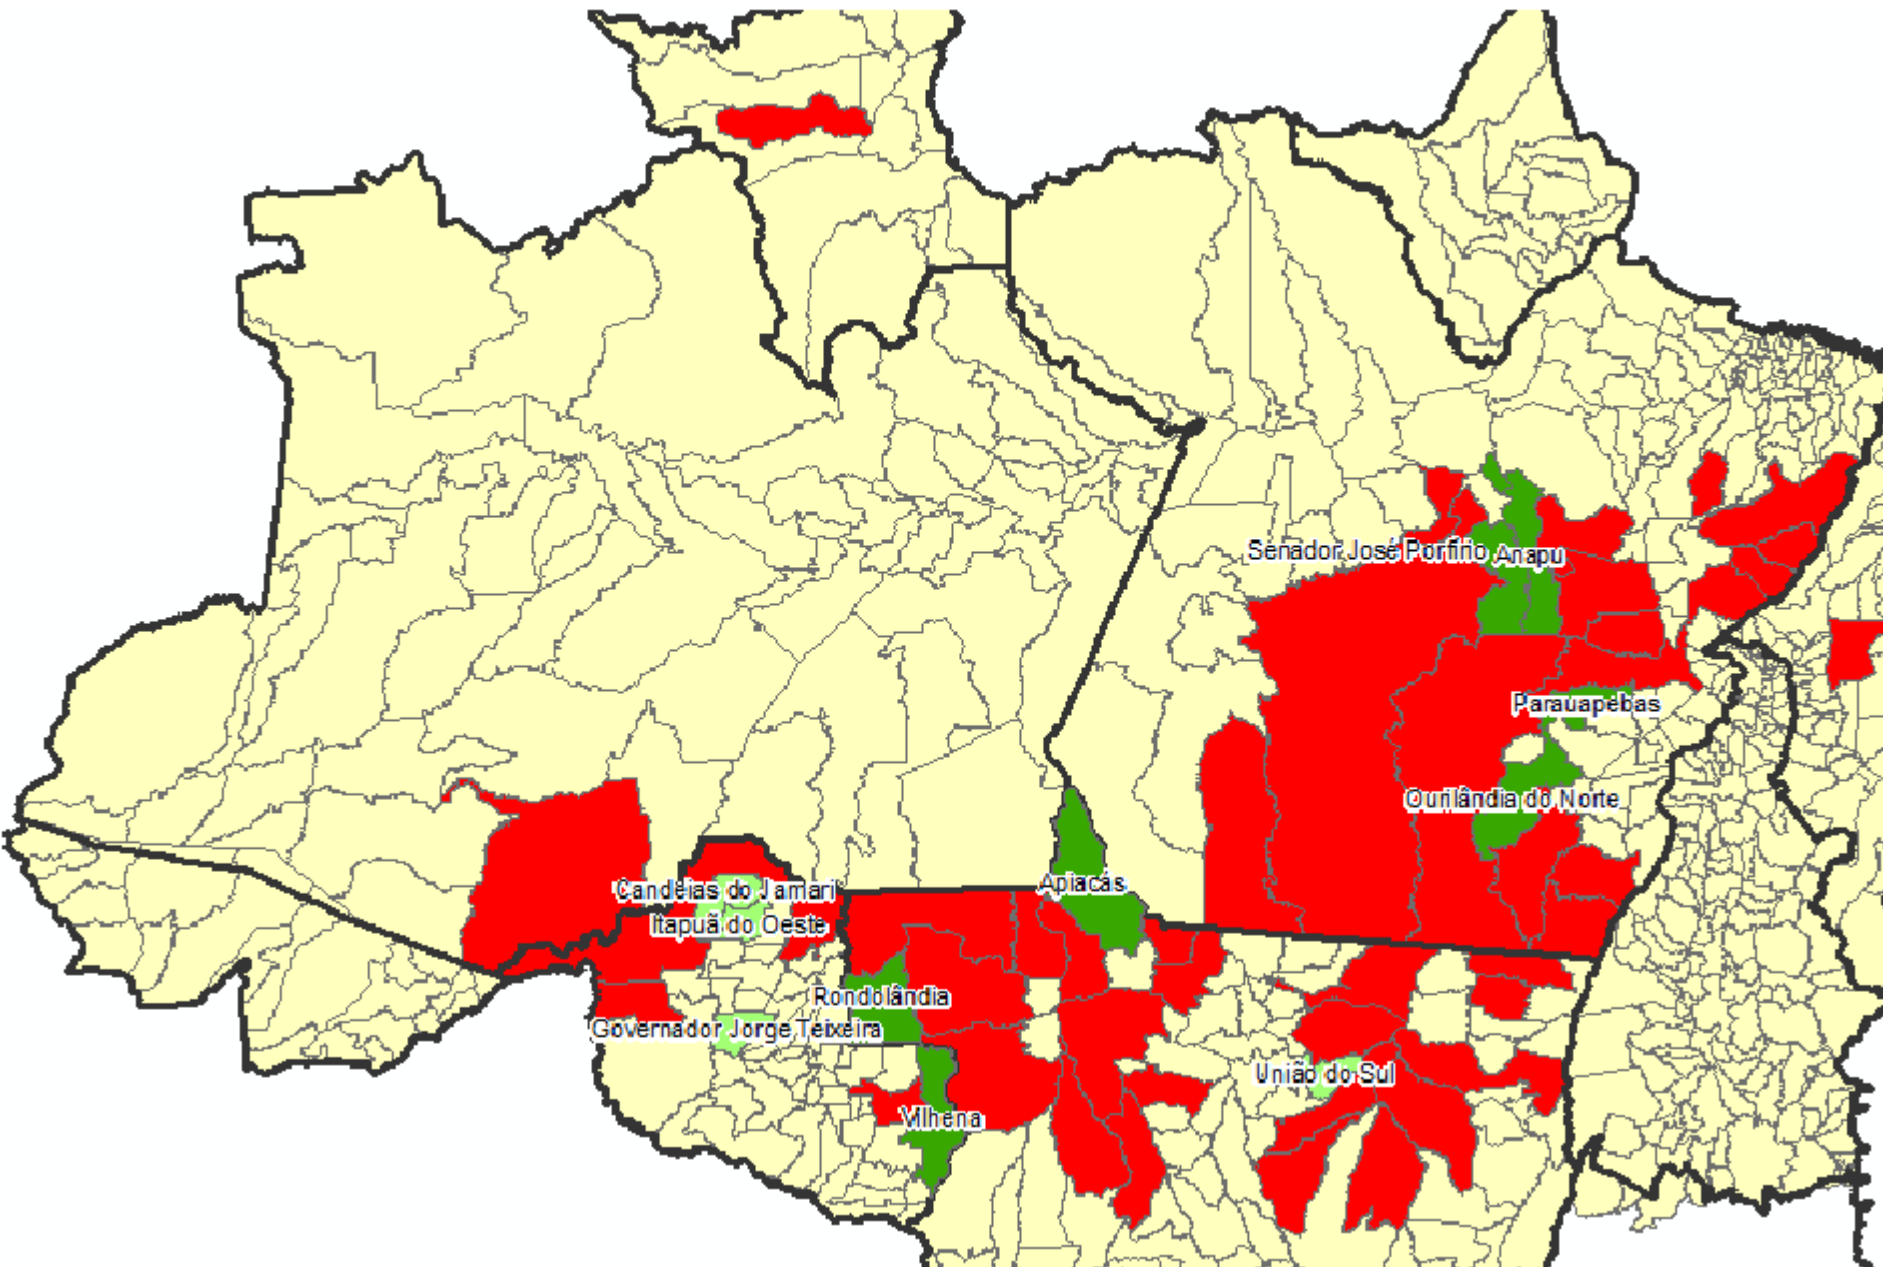 Senador José Porfírio
Anapu
Parauapebas
Ourilândia do Norte
Apiacás
Candeias do Jamari
Itapuã do Oeste
Rondolândia
Governador Jorge Teixeira
União do Sul
Vilhena